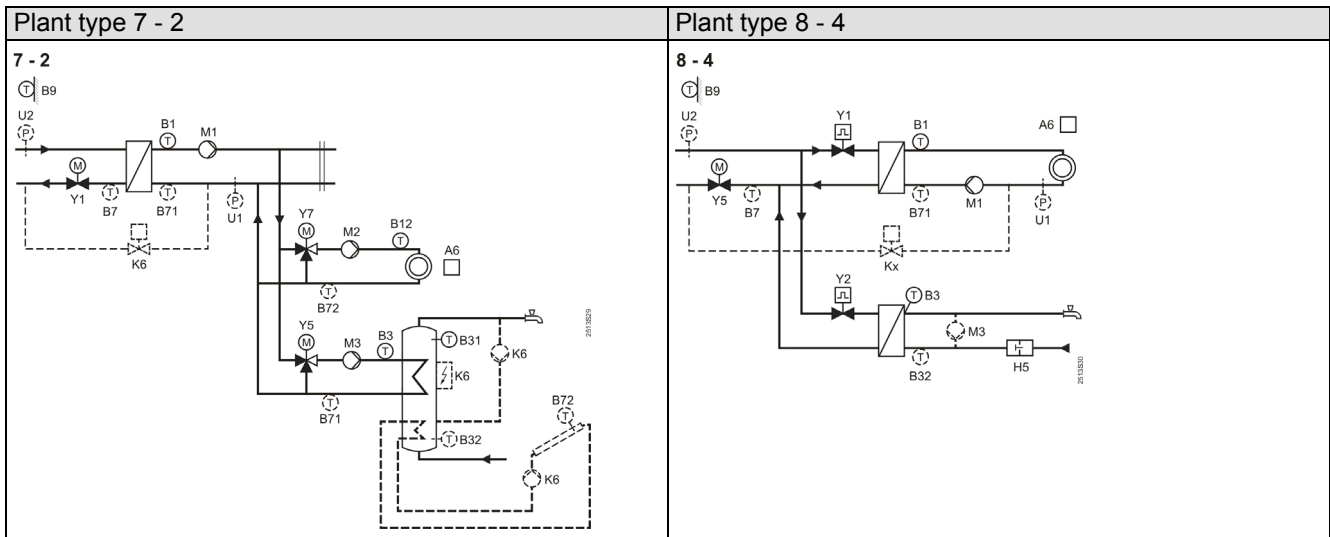 Plant type 7 - 2
7 - 2
T B9
U2
P
B1
T
M1
M
Y1
T
B7
T
B71
P
U1
K6
Y7
M
M2
B12
T
A6
T
B72
Y5
M
M3
B3
T
T B31
K6
K6
T
B71
B72
T
T B32
K6
2513S29
Plant type 8 - 4
8 - 4
T B9
U2
P
Y1
B1
T
A6
M
Y5
T
B7
T
B71
M1
P
U1
Kx
Y2
T B3
M3
T
B32
H5
2513S30